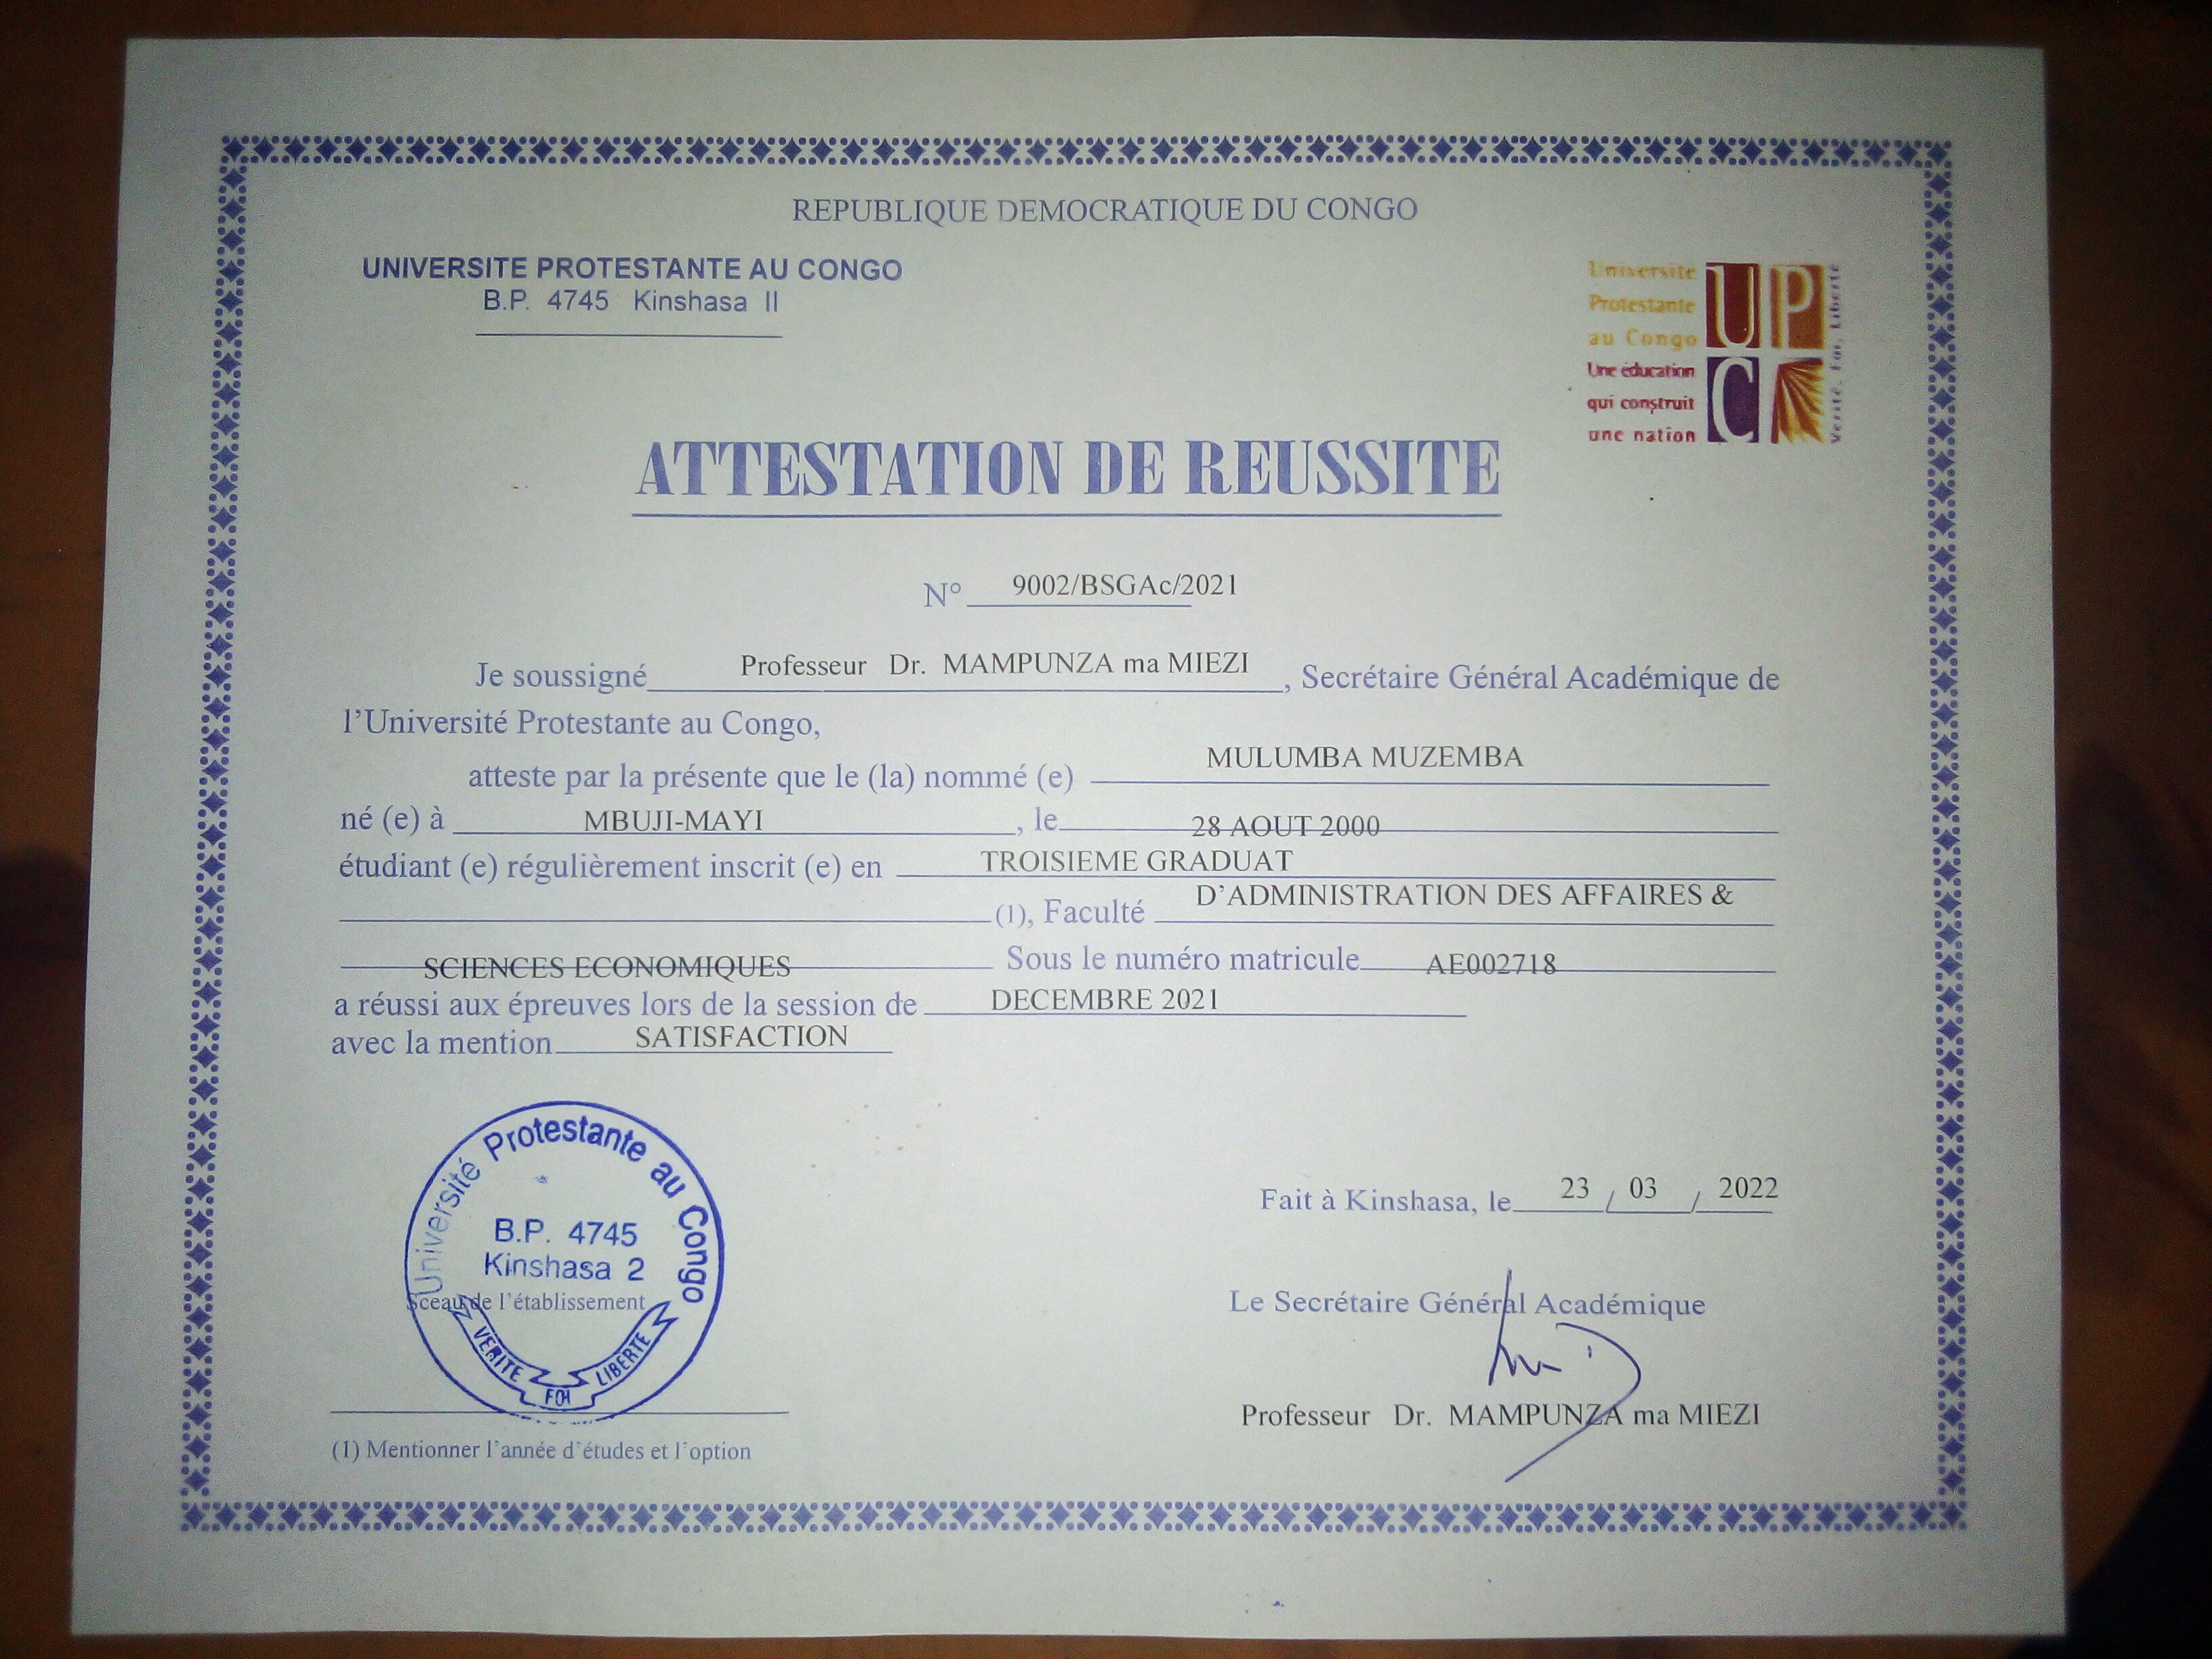 REPUBLIQUE DEMOCRATIQUE DU CONGO
UNIVERSITE PROTESTANTE AU CONGO
B.P. 4745 Kinshasa II
Université
Protestante
au Congo
Une éducation
qui construit
une nation
UP
C
Verité, Foi, Liberté
ATTESTATION DE REUSSITE
N° 9002/BSGAc/2021
Je soussigné Professeur Dr. MAMPUNZA ma MIEZI, Secrétaire Général Académique de
l'Université Protestante au Congo,
atteste par la présente que le (la) nommé (e) MULUMBA MUZEMBA
né (e) à MBUJI-MAYI, le 28 AOUT 2000
étudiant (e) régulièrement inscrit (e) en TROISIEME GRADUAT
(1), Faculté D'ADMINISTRATION DES AFFAIRES &
SCIENCES ECONOMIQUES Sous le numéro matricule AE002718
a réussi aux épreuves lors de la session de DECEMBRE 2021
avec la mention SATISFACTION
Fait à Kinshasa, le 23 / 03 / 2022
Université Protestante au Congo
B.P. 4745
Kinshasa 2
VERITE FOI LIBERTE
Sceau de l'établissement
Le Secrétaire Général Académique
Professeur Dr. MAMPUNZA ma MIEZI
(1) Mentionner l'année d'études et l'option